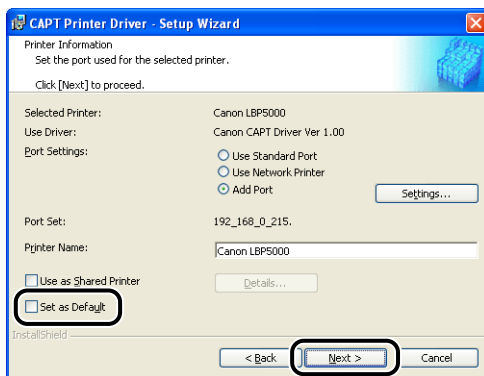 CAPT Printer Driver - Setup Wizard
Printer Information
Set the port used for the selected printer.
Click [Next] to proceed.
Selected Printer: Canon LBP5000
Use Driver: Canon CAPT Driver Ver 1.00
Port Settings: Use Standard Port
Use Network Printer
Add Port Settings...
Port Set: 192_168_0_215.
Printer Name: Canon LBP5000
Use as Shared Printer Details...
Set as Default
InstallShield
< Back Next > Cancel